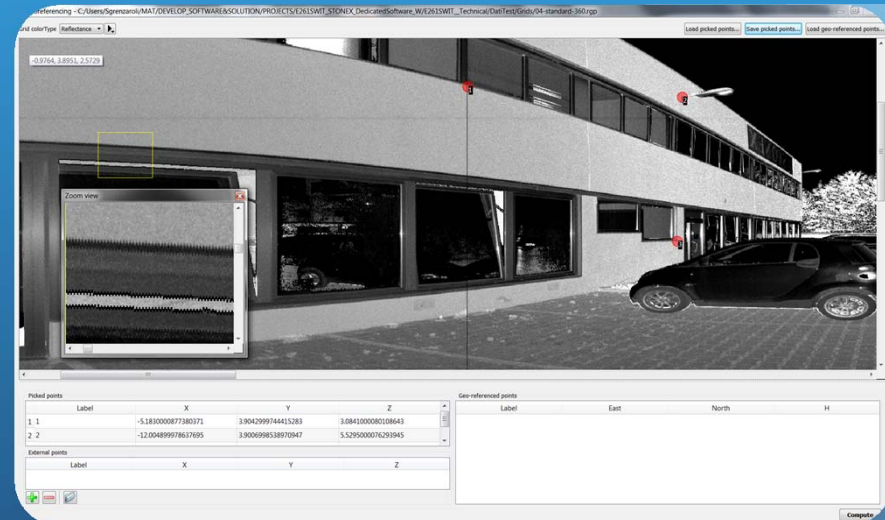 referencing - C:/Users/Sgrenzaroli/MAT/DEVELOP_SOFTWARE&SOLUTION/PROJECTS/E261SWIT_STONEX_DedicatedSoftware_W/E261SWIT__Technical/DatiTest/Grids/04-standard-360.rgp
Grid colorType Reflectance Load picked points... Save picked points... Load geo-referenced points...
-0.9764, 3.8951, 2.5729
1
2
3
Zoom view
Picked points
Label X Y Z
1 1 -5.1830000877380371 3.9042999744415283 3.0841000080108643
2 2 -12.004899978637695 3.9006998538970947 5.5295000076293945
External points
Label X Y Z
Geo-referenced points
Label East North H
Compute